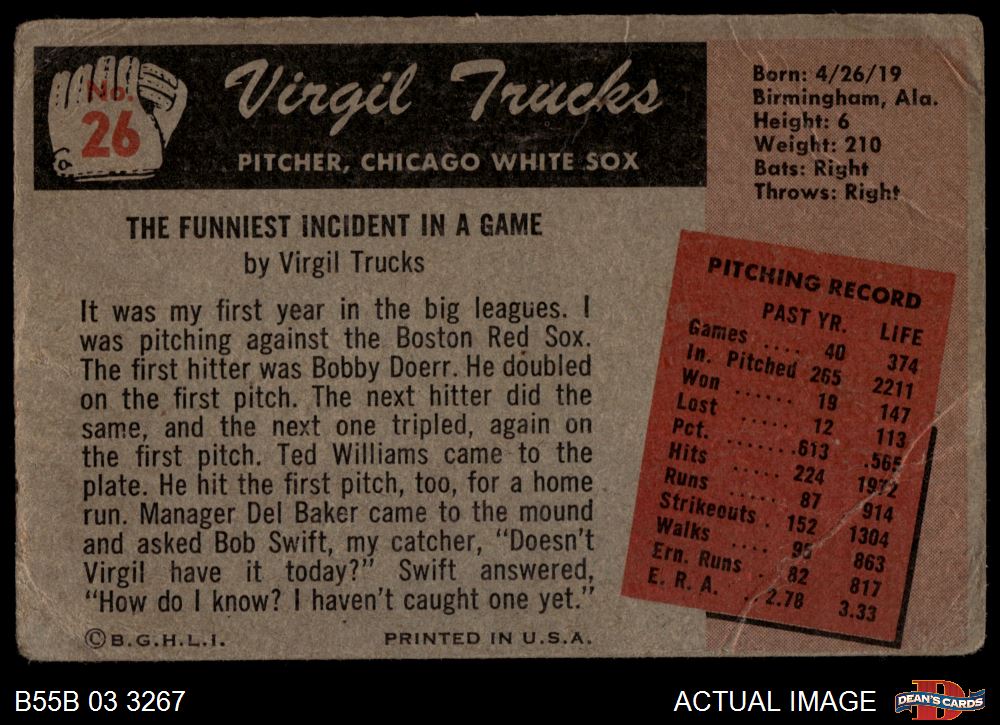 No.
26
Virgil Trucks
PITCHER, CHICAGO WHITE SOX
Born: 4/26/19
Birmingham, Ala.
Height: 6
Weight: 210
Bats: Right
Throws: Right
THE FUNNIEST INCIDENT IN A GAME
by Virgil Trucks
It was my first year in the big leagues. I
was pitching against the Boston Red Sox.
The first hitter was Bobby Doerr. He doubled
on the first pitch. The next hitter did the
same, and the next one tripled, again on
the first pitch. Ted Williams came to the
plate. He hit the first pitch, too, for a home
run. Manager Del Baker came to the mound
and asked Bob Swift, my catcher, “Doesn't
Virgil have it today?” Swift answered,
“How do I know? I haven't caught one yet.”
©B.G.H.L.I. PRINTED IN U.S.A.
PITCHING RECORD
PAST YR. LIFE
Games .... 40 374
In. Pitched 265 2211
Won ...... 19 147
Lost ..... 12 113
Pct. ......613 .565
Hits ..... 224 1972
Runs ...... 87 914
Strikeouts . 152 1304
Walks .... 95 863
Ern. Runs . 82 817
E. R. A. .. 2.78 3.33
B55B 03 3267
ACTUAL IMAGE
D
DEAN'S CARDS